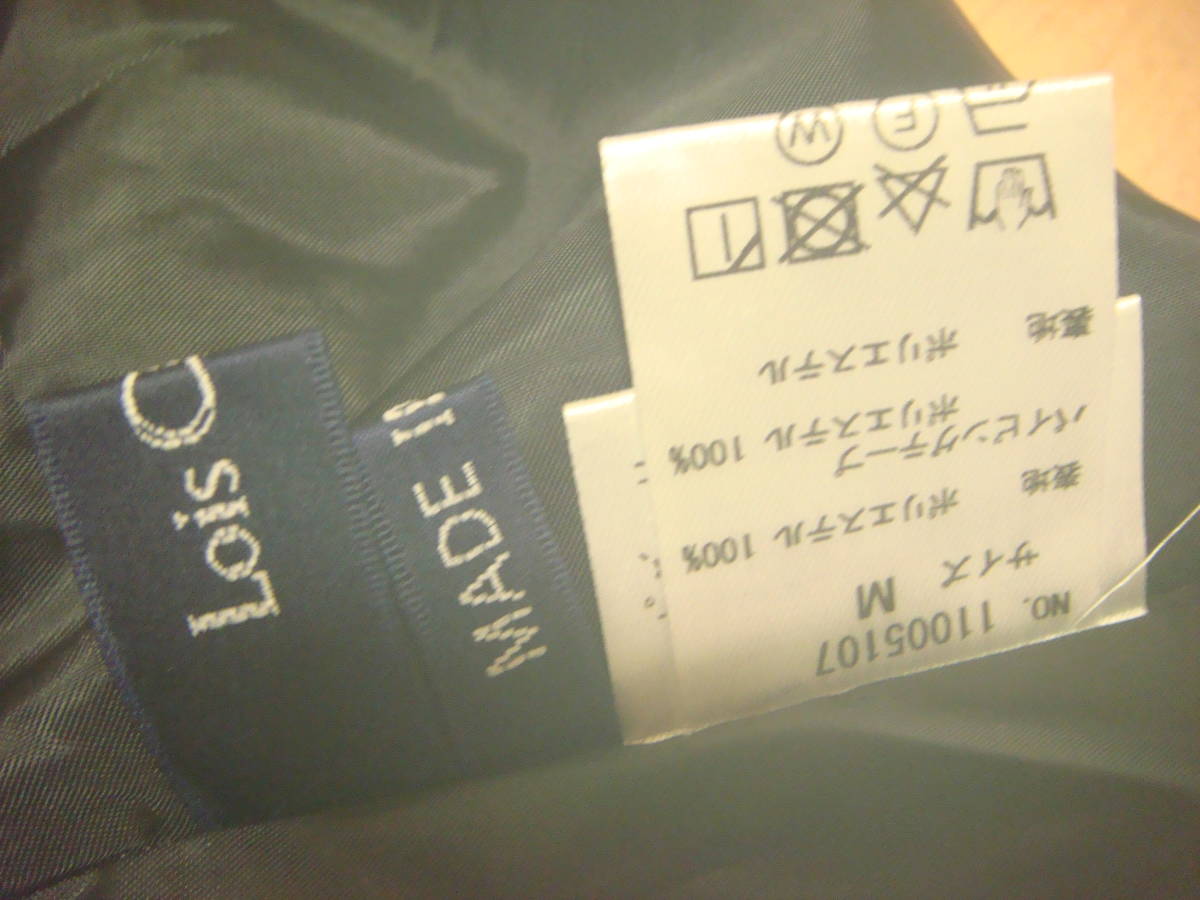 Lois C
MADE I
NO. 11005107
サイズ M
表地 ポリエステル 100%
パイピングテープ
ポリエステル 100%
裏地 ポリエステル
W
F